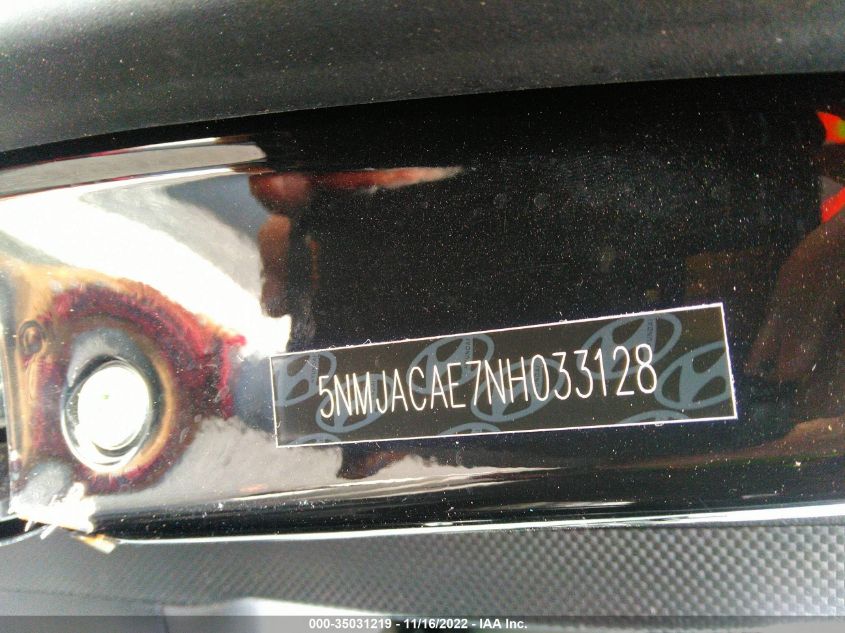 5NMJACAE7NH033128
000-35031219 - 11/16/2022 - IAA Inc.